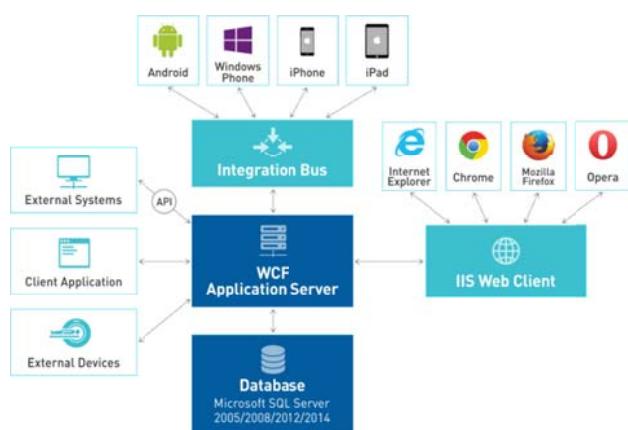 Android
Windows
Phone
iPhone
iPad
Integration Bus
Internet
Explorer
Chrome
Mozilla
Firefox
Opera
External Systems
API
Client Application
WCF
Application Server
IIS Web Client
External Devices
Database
Microsoft SQL Server
2005/2008/2012/2014